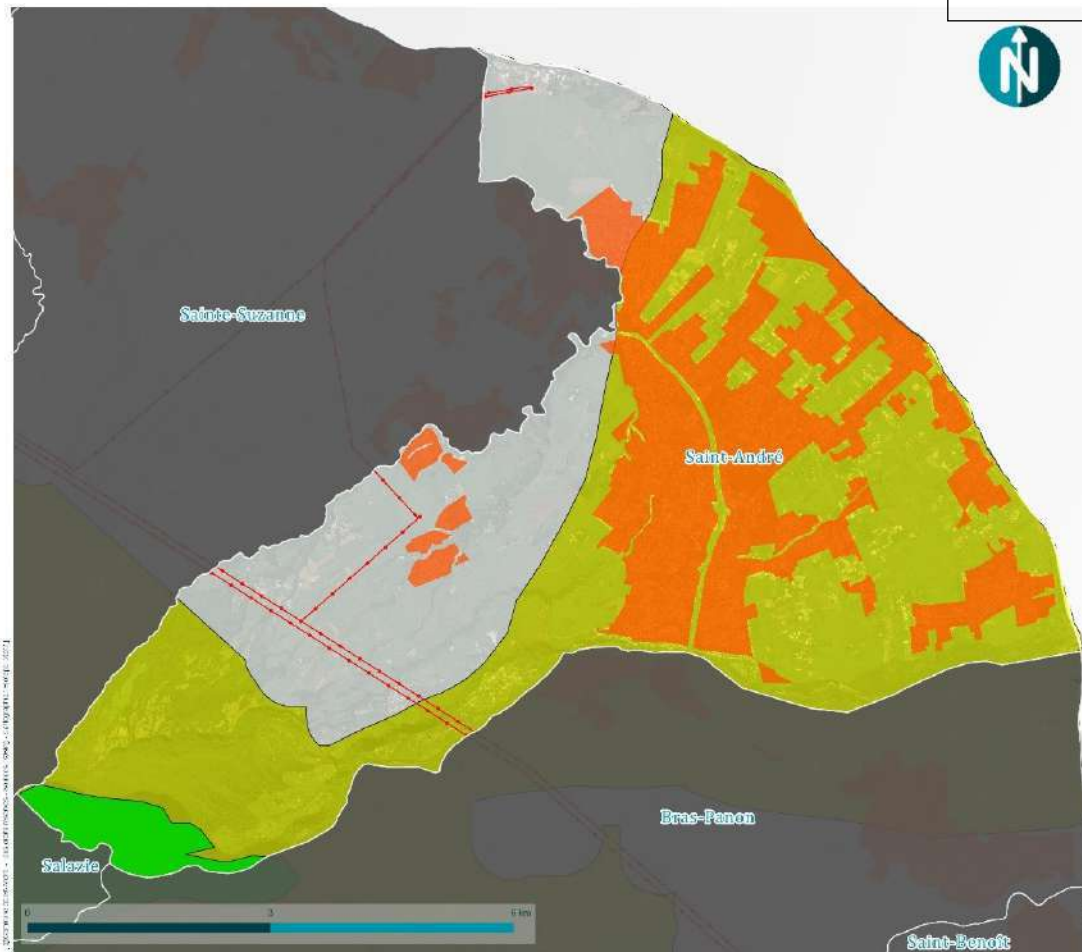 N
Sainte-Suzanne
Saint-André
Bras-Panon
Salazie
0 3 6 km
Saint-Benoît